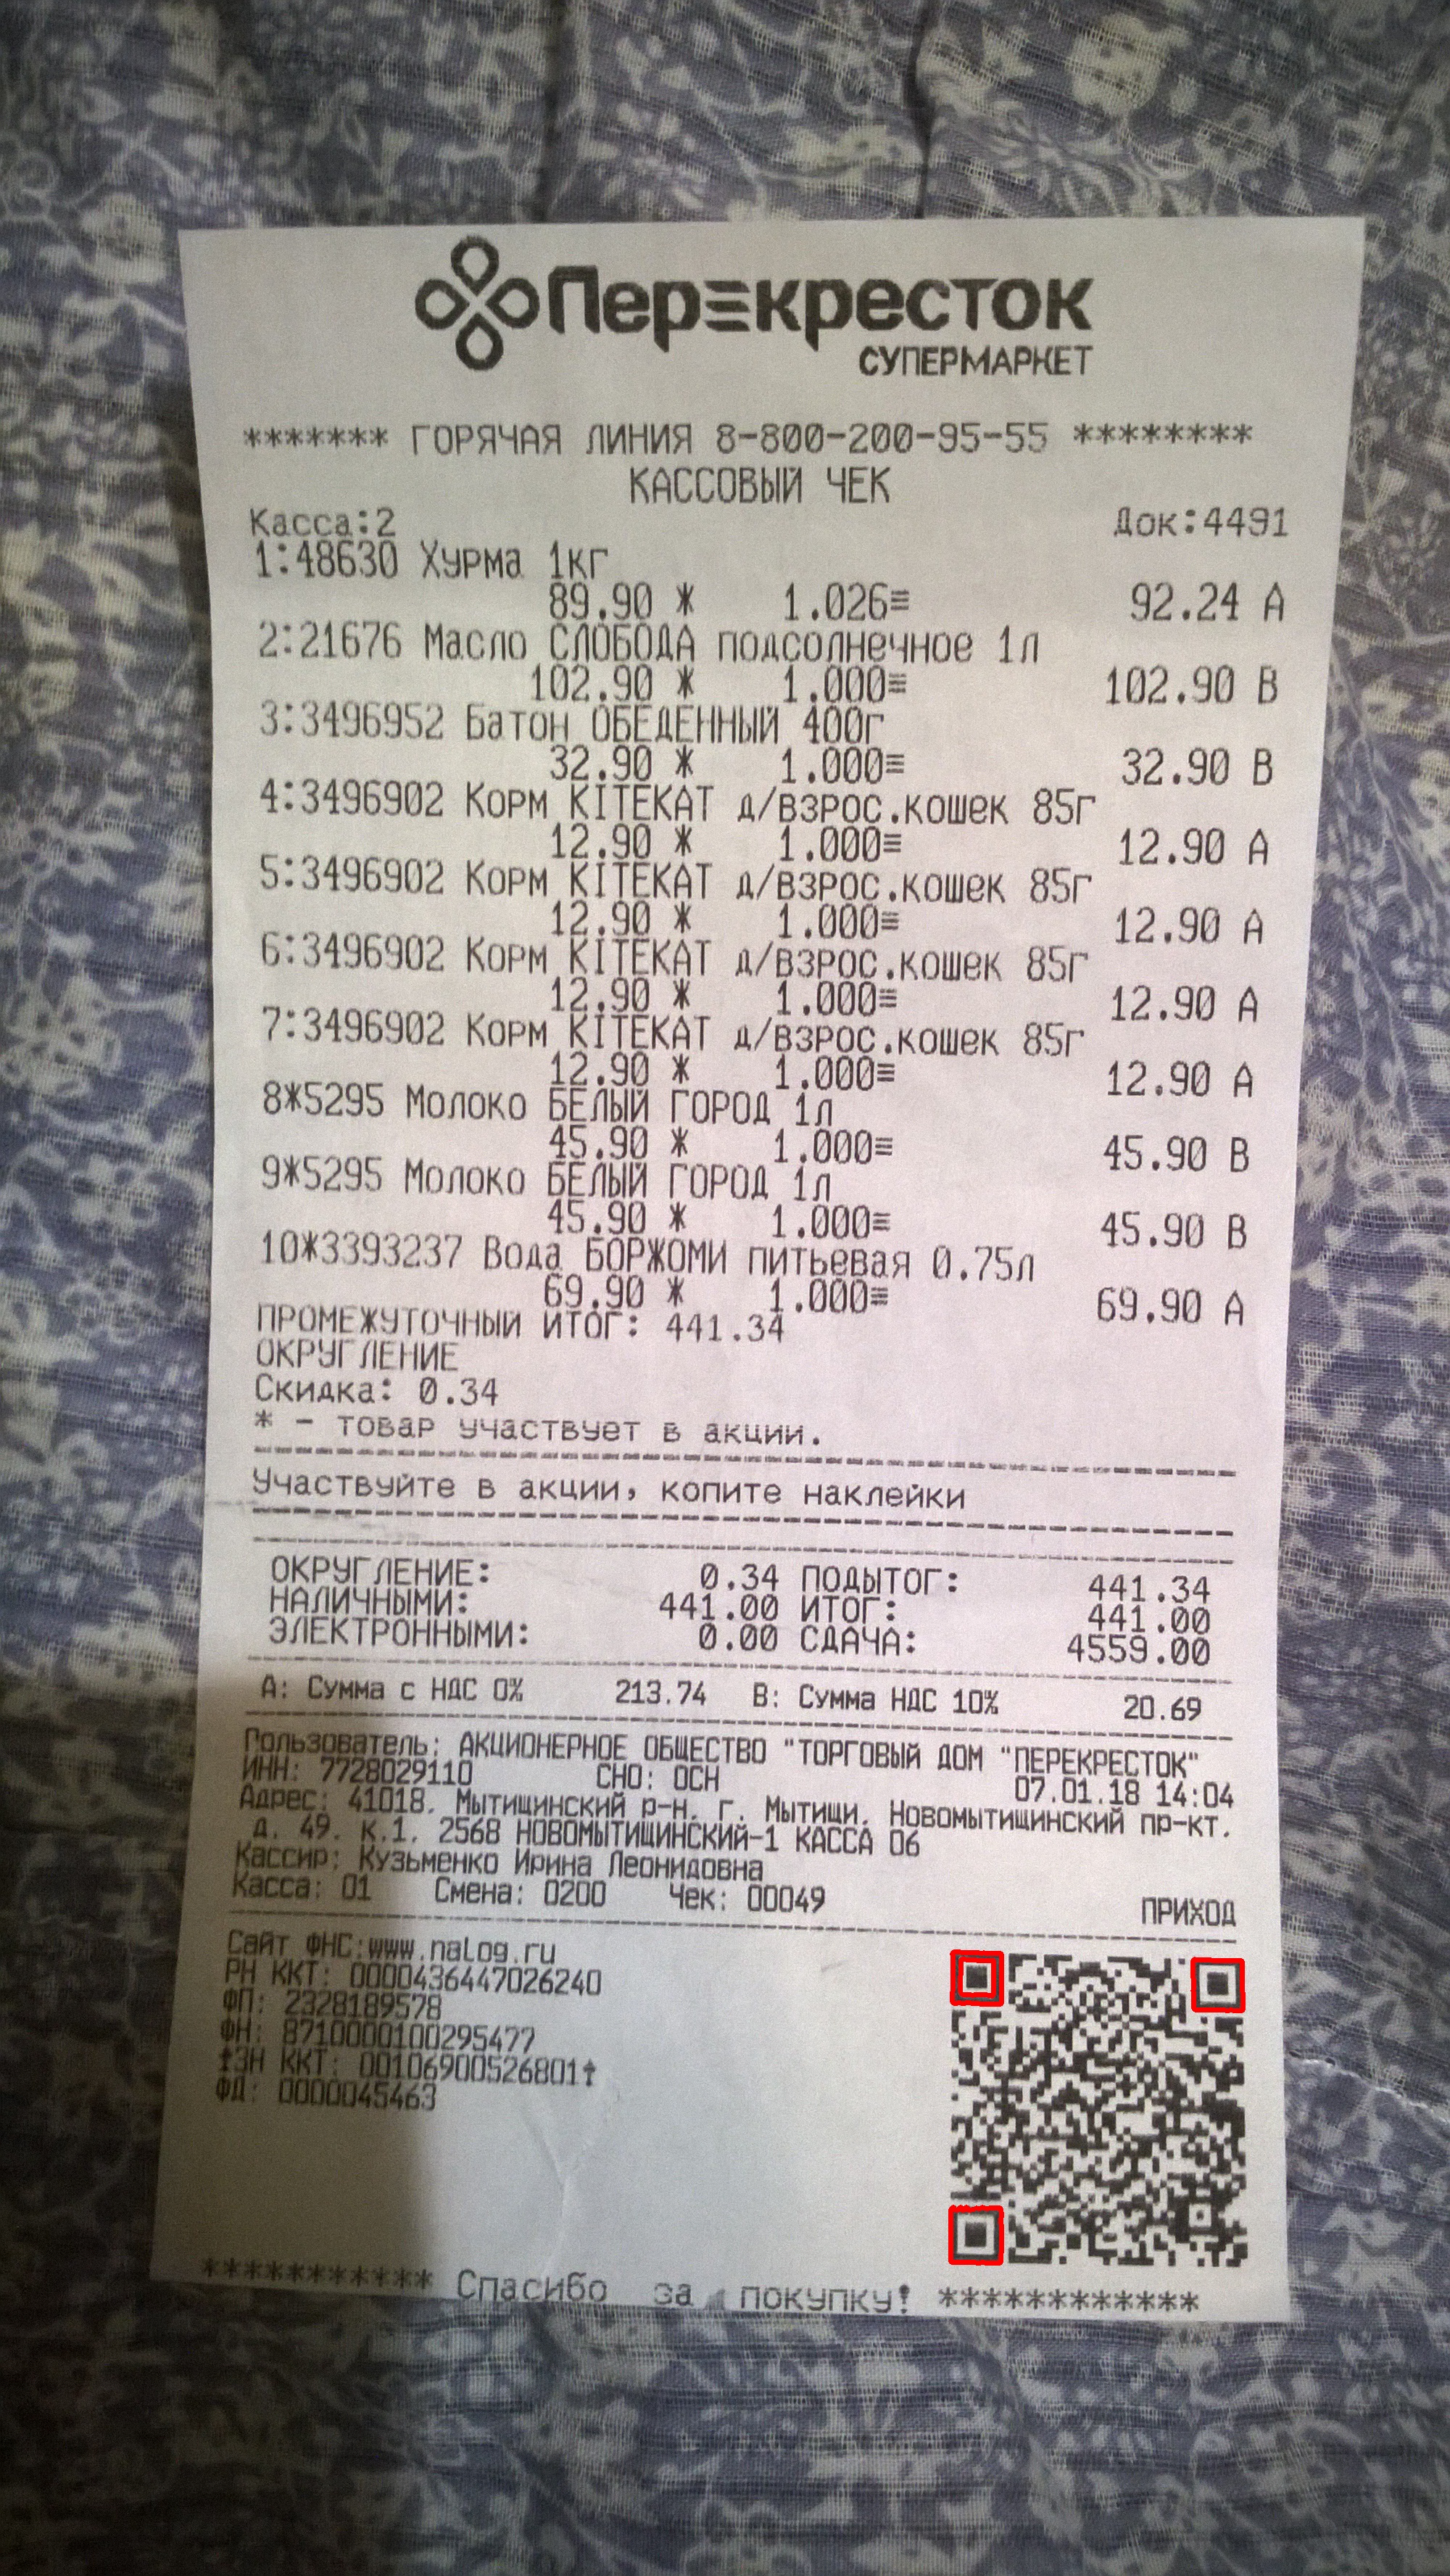 Перекресток
СУПЕРМАРКЕТ
******* ГОРЯЧАЯ ЛИНИЯ 8-800-200-95-55 ********
КАССОВЫЙ ЧЕК
Касса:2 Док:4491
1:48630 Хурма 1кг
89.90 * 1.026≡ 92.24 А
2:21676 Масло СЛОБОДА подсолнечное 1л
102.90 * 1.000≡ 102.90 В
3:3496952 Батон ОБЕДЕННЫЙ 400г
32.90 * 1.000≡ 32.90 В
4:3496902 Корм KITEKAT д/взрос.кошек 85г
12.90 * 1.000≡ 12.90 А
5:3496902 Корм KITEKAT д/взрос.кошек 85г
12.90 * 1.000≡ 12.90 А
6:3496902 Корм KITEKAT д/взрос.кошек 85г
12.90 * 1.000≡ 12.90 А
7:3496902 Корм KITEKAT д/взрос.кошек 85г
12.90 * 1.000≡ 12.90 А
8*5295 Молоко БЕЛЫЙ ГОРОД 1л
45.90 * 1.000≡ 45.90 В
9*5295 Молоко БЕЛЫЙ ГОРОД 1л
45.90 * 1.000≡ 45.90 В
10*3393237 Вода БОРЖОМИ питьевая 0.75л
69.90 * 1.000≡ 69.90 А
ПРОМЕЖУТОЧНЫЙ ИТОГ: 441.34
ОКРУГЛЕНИЕ
Скидка: 0.34
* - товар участвует в акции.
Участвуйте в акции, копите наклейки
ОКРУГЛЕНИЕ: 0.34 ПОДЫТОГ: 441.34
НАЛИЧНЫМИ: 441.00 ИТОГ: 441.00
ЭЛЕКТРОННЫМИ: 0.00 СДАЧА: 4559.00
А: Сумма с НДС 0% 213.74 В: Сумма НДС 10% 20.69
Пользователь: АКЦИОНЕРНОЕ ОБЩЕСТВО "ТОРГОВЫЙ ДОМ "ПЕРЕКРЕСТОК"
ИНН: 7728029110 СНО: ОСН 07.01.18 14:04
Адрес: 41018, Мытищинский р-н, г. Мытищи, Новомытищинский пр-кт,
д. 49, к.1, 2568 НОВОМЫТИЩИНСКИЙ-1 КАССА 06
Кассир: Кузьменко Ирина Леонидовна
Касса: 01 Смена: 0200 Чек: 00049
ПРИХОД
Сайт ФНС:www.nalog.ru
РН ККТ: 0000436447026240
ФП: 2328189578
ФН: 8710000100295477
↑ЗН ККТ: 00106900526801↑
ФД: 0000045463
*********** Спасибо за покупку! ************